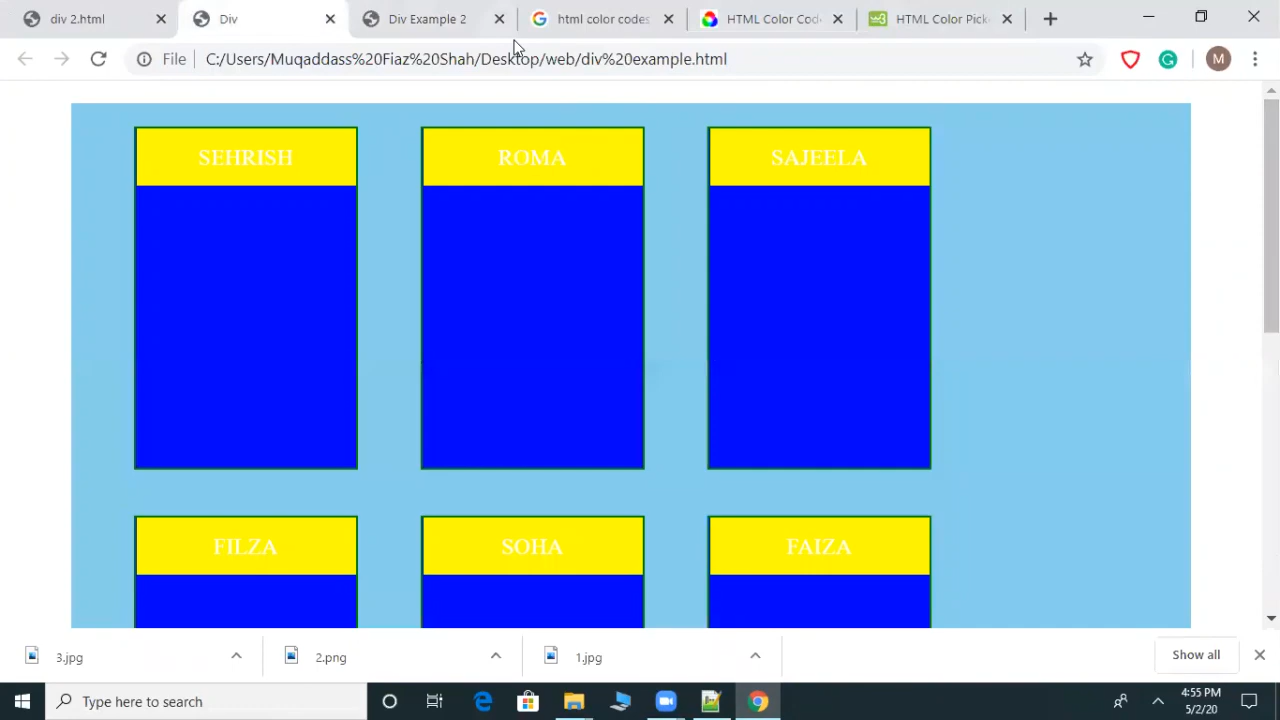 div 2.html
Div
Div Example 2
html color codes
HTML Color Cod
HTML Color Pick
File
C:/Users/Muqaddass%20Fiaz%20Shah/Desktop/web/div%20example.html
M
SEHRISH
ROMA
SAJEELA
FILZA
SOHA
FAIZA
3.jpg
2.png
1.jpg
Show all
Type here to search
4:55 PM
5/2/20